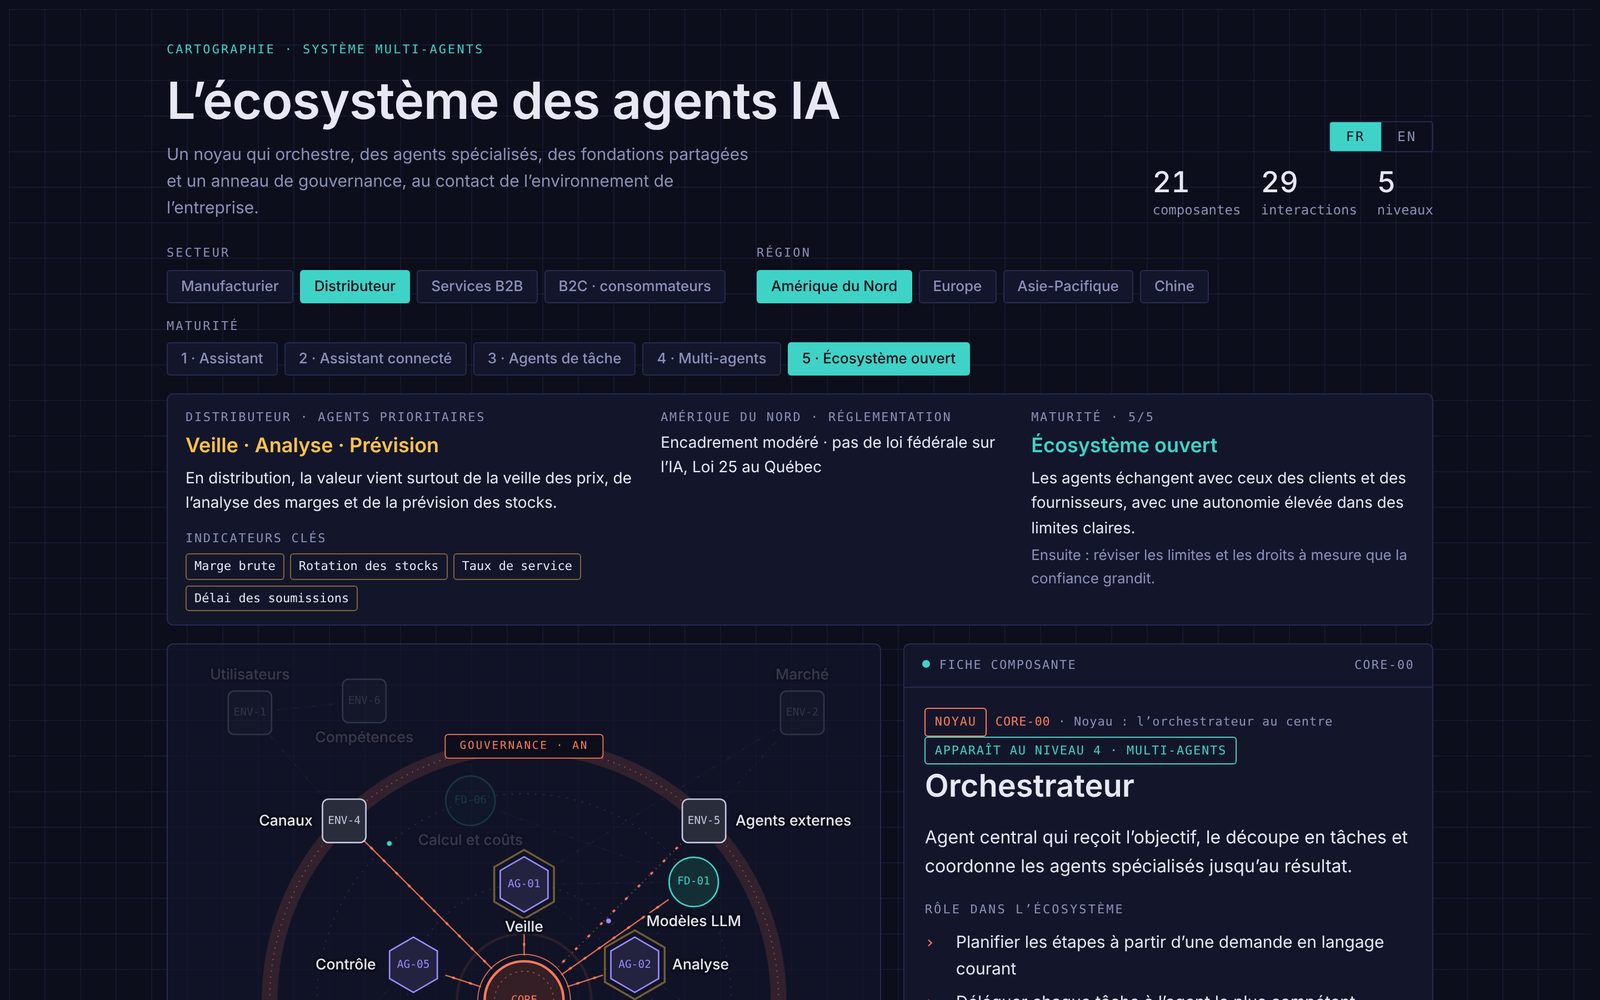 CARTOGRAPHIE · SYSTÈME MULTI-AGENTS
L’écosystème des agents IA
Un noyau qui orchestre, des agents spécialisés, des fondations partagées
et un anneau de gouvernance, au contact de l’environnement de
l’entreprise.
FR EN
21 29 5
composantes interactions niveaux
SECTEUR
Manufacturier Distributeur Services B2B B2C · consommateurs
RÉGION
Amérique du Nord Europe Asie-Pacifique Chine
MATURITÉ
1 · Assistant 2 · Assistant connecté 3 · Agents de tâche 4 · Multi-agents 5 · Écosystème ouvert
DISTRIBUTEUR · AGENTS PRIORITAIRES
Veille · Analyse · Prévision
En distribution, la valeur vient surtout de la veille des prix, de
l’analyse des marges et de la prévision des stocks.
INDICATEURS CLÉS
Marge brute Rotation des stocks Taux de service
Délai des soumissions
AMÉRIQUE DU NORD · RÉGLEMENTATION
Encadrement modéré · pas de loi fédérale sur
l’IA, Loi 25 au Québec
MATURITÉ · 5/5
Écosystème ouvert
Les agents échangent avec ceux des clients et des
fournisseurs, avec une autonomie élevée dans des
limites claires.
Ensuite : réviser les limites et les droits à mesure que la
confiance grandit.
Utilisateurs
ENV-1
ENV-6
Compétences
Marché
ENV-2
GOUVERNANCE · AN
FD-06
Calcul et coûts
Canaux ENV-4
ENV-5 Agents externes
AG-01
Veille
FD-01
Modèles LLM
Contrôle AG-05
AG-02 Analyse
CORE
FICHE COMPOSANTE CORE-00
NOYAU CORE-00 · Noyau : l’orchestrateur au centre
APPARAÎT AU NIVEAU 4 · MULTI-AGENTS
Orchestrateur
Agent central qui reçoit l’objectif, le découpe en tâches et
coordonne les agents spécialisés jusqu’au résultat.
RÔLE DANS L’ÉCOSYSTÈME
› Planifier les étapes à partir d’une demande en langage
courant
› Déléguer chaque tâche à l’agent le plus compétent